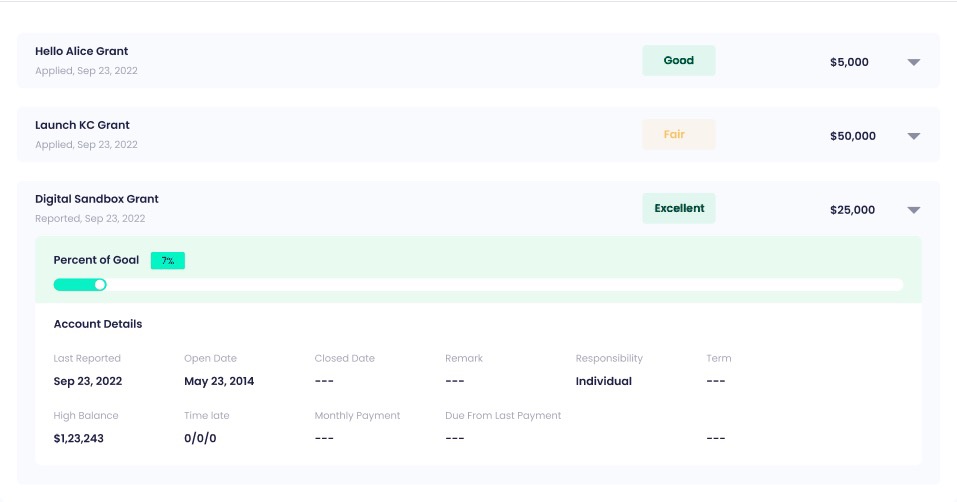 Hello Alice Grant
Applied, Sep 23, 2022
Good
$5,000
Launch KC Grant
Applied, Sep 23, 2022
Fair
$50,000
Digital Sandbox Grant
Reported, Sep 23, 2022
Excellent
$25,000
Percent of Goal 7%
Account Details
Last Reported Open Date Closed Date Remark Responsibility Term
Sep 23, 2022 May 23, 2014 --- --- Individual ---
High Balance Time late Monthly Payment Due From Last Payment
$1,23,243 0/0/0 --- --- ---